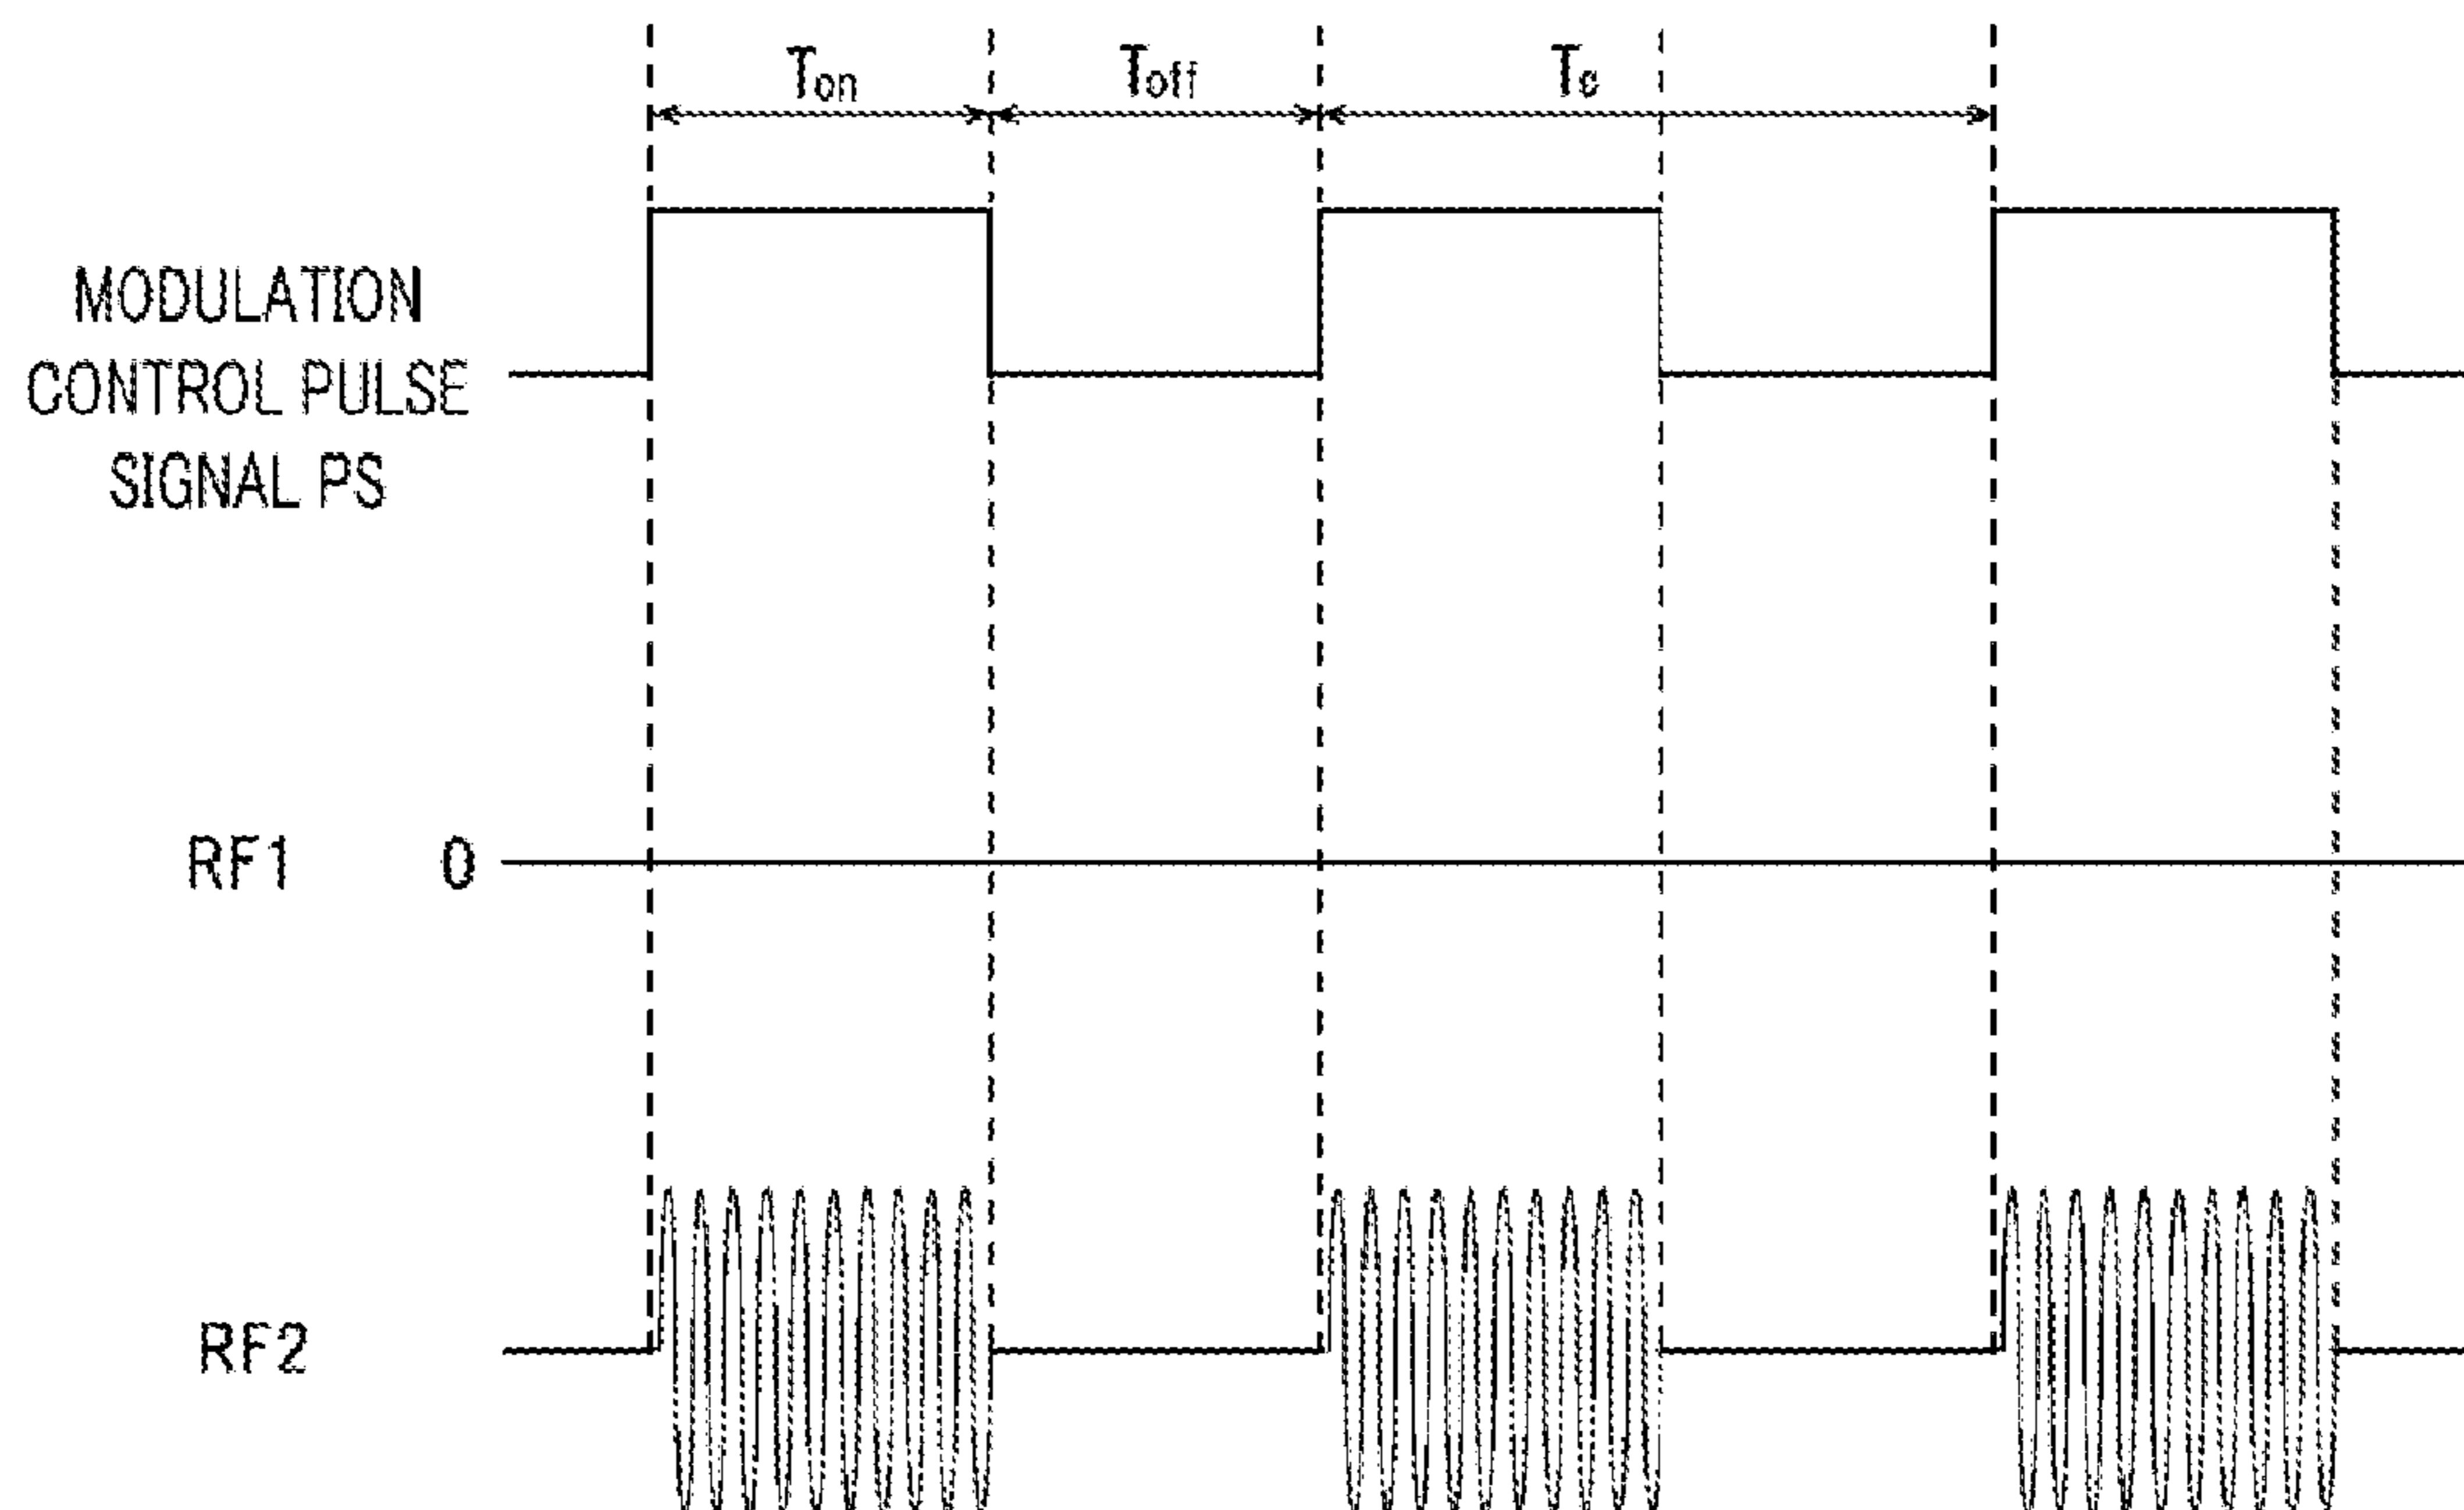 Ton Toff Tc
MODULATION
CONTROL PULSE
SIGNAL PS
RF1 0
RF2